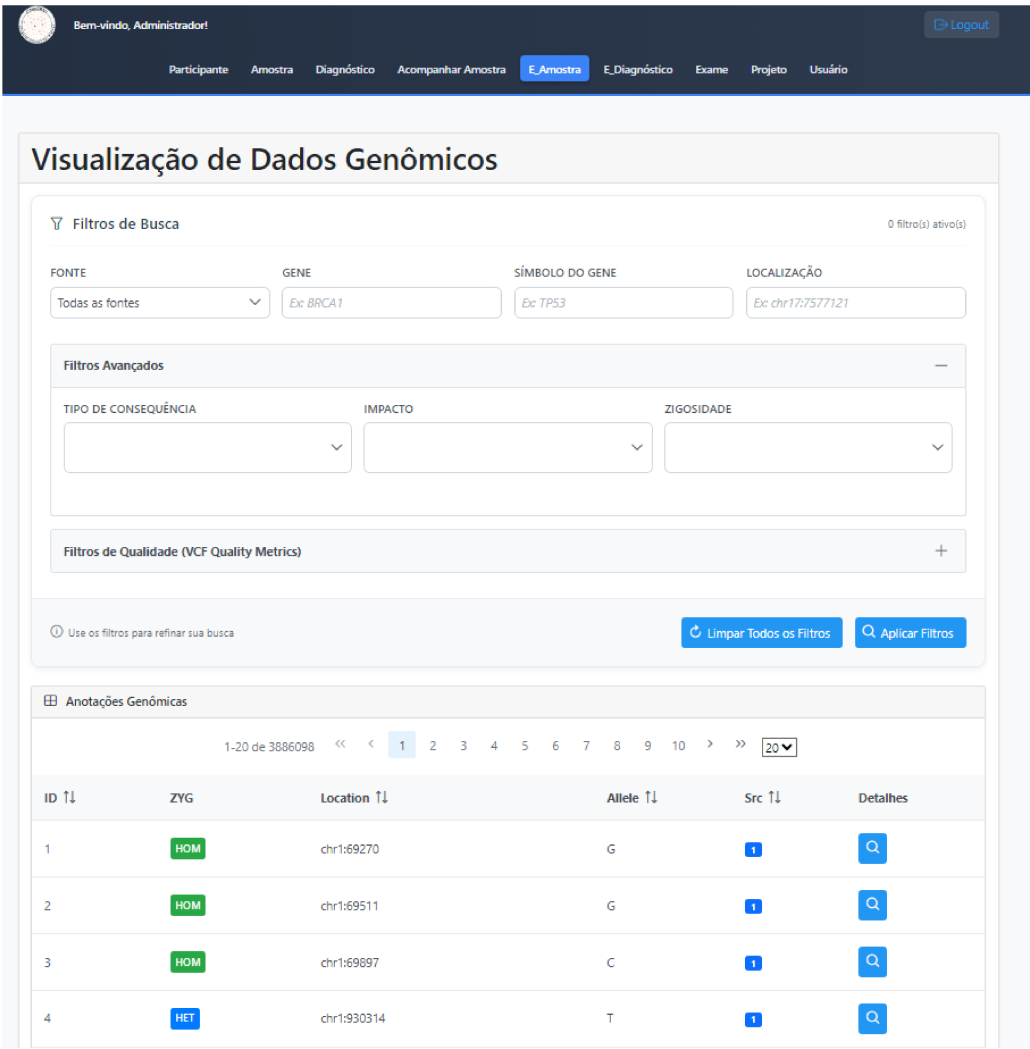 Bem-vindo, Administrador!
Logout
Participante Amostra Diagnóstico Acompanhar Amostra E_Amostra E_Diagnóstico Exame Projeto Usuário
Visualização de Dados Genômicos
Filtros de Busca
0 filtro(s) ativo(s)
FONTE GENE SÍMBOLO DO GENE LOCALIZAÇÃO
Todas as fontes Ex: BRCA1 Ex: TP53 Ex: chr17:7577121
Filtros Avançados
TIPO DE CONSEQUÊNCIA IMPACTO ZIGOSIDADE
Filtros de Qualidade (VCF Quality Metrics)
Use os filtros para refinar sua busca
Limpar Todos os Filtros Aplicar Filtros
Anotações Genômicas
1-20 de 3886098 « ‹ 1 2 3 4 5 6 7 8 9 10 › » 20
ID ZYG Location Allele Src Detalhes
1 HOM chr1:69270 G 1
2 HOM chr1:69511 G 1
3 HOM chr1:69897 C 1
4 HET chr1:930314 T 1